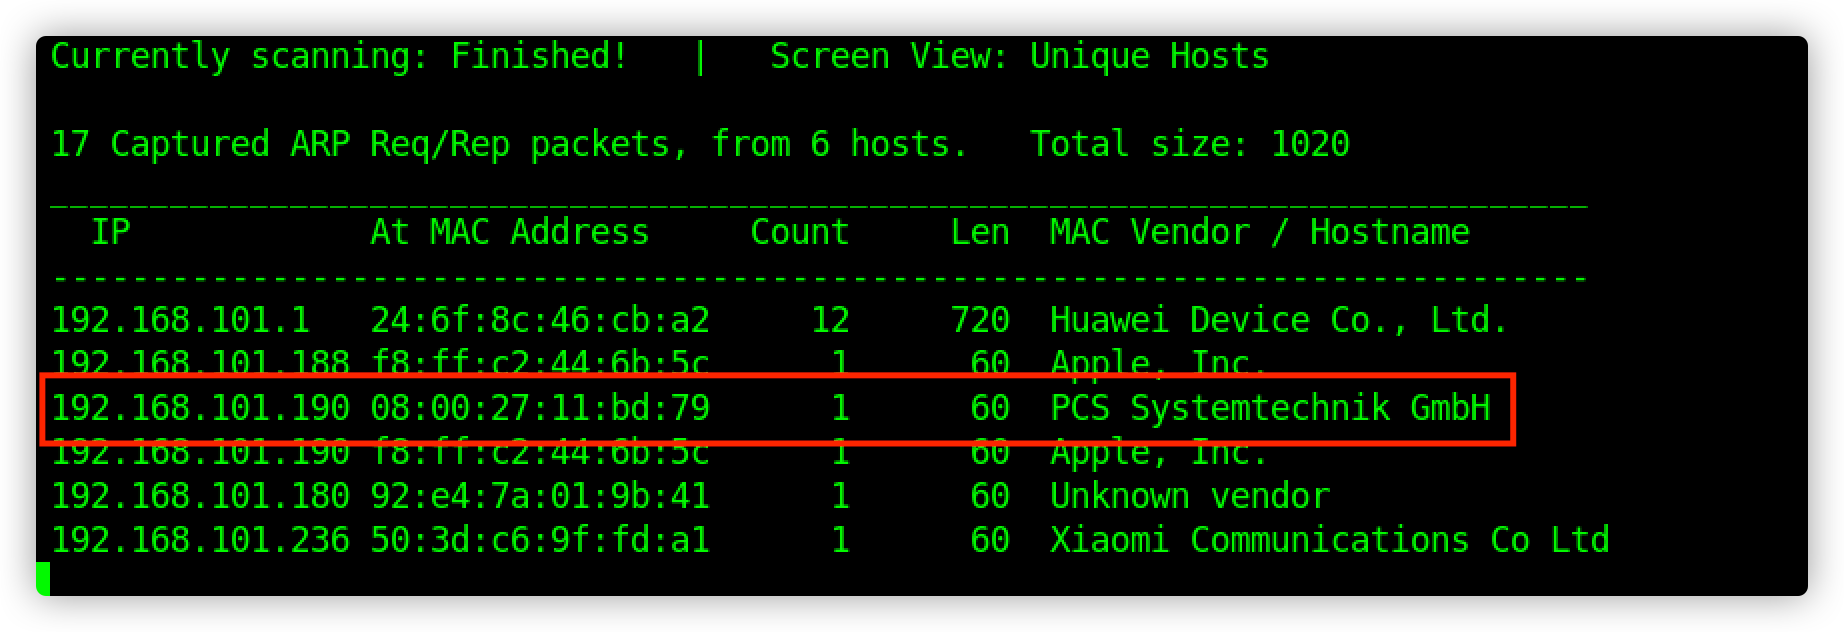 Currently scanning: Finished!   |   Screen View: Unique Hosts
17 Captured ARP Req/Rep packets, from 6 hosts.   Total size: 1020
_____________________________________________________________________________
  IP            At MAC Address     Count     Len  MAC Vendor / Hostname
-----------------------------------------------------------------------------
192.168.101.1   24:6f:8c:46:cb:a2     12     720  Huawei Device Co., Ltd.
192.168.101.188 f8:ff:c2:44:6b:5c      1      60  Apple, Inc.
192.168.101.190 08:00:27:11:bd:79      1      60  PCS Systemtechnik GmbH
192.168.101.190 f8:ff:c2:44:6b:5c      1      60  Apple, Inc.
192.168.101.180 92:e4:7a:01:9b:41      1      60  Unknown vendor
192.168.101.236 50:3d:c6:9f:fd:a1      1      60  Xiaomi Communications Co Ltd